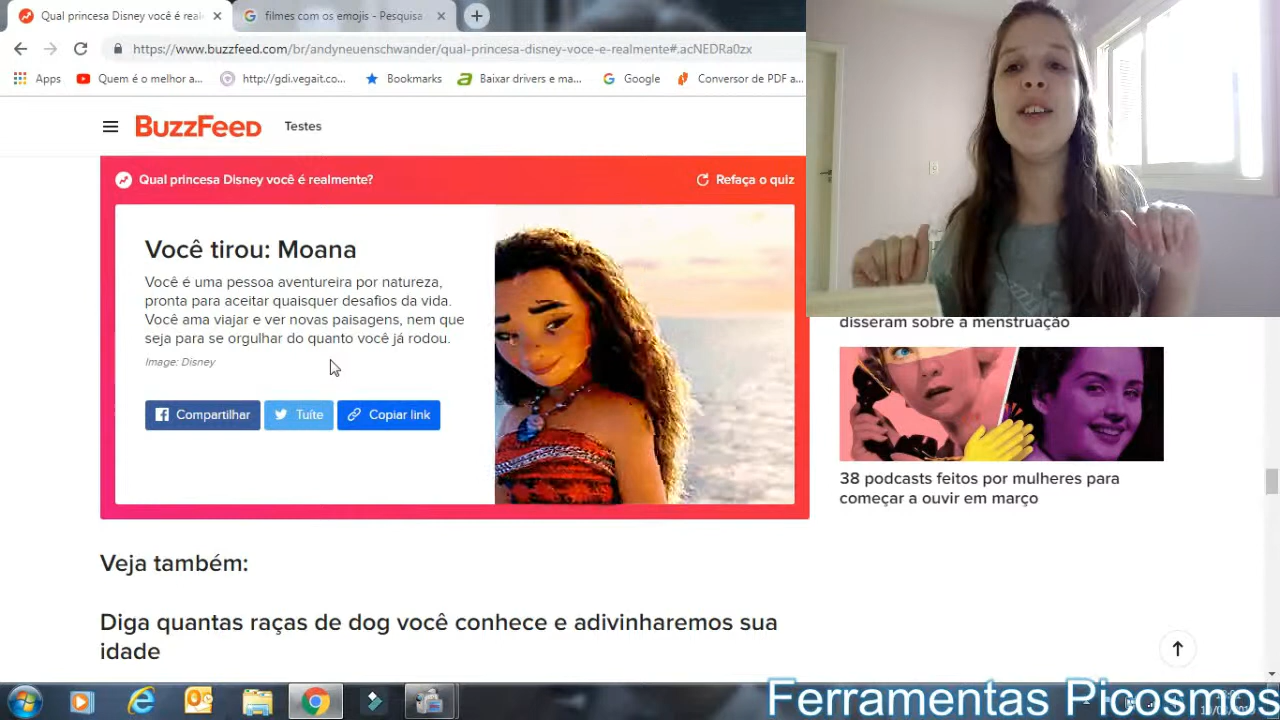 Qual princesa Disney você é real
filmes com os emojis - Pesquisa
https://www.buzzfeed.com/br/andyneuenschwander/qual-princesa-disney-voce-e-realmente#.acNEDRa0zx
Apps
Quem é o melhor a...
http://gdi.vegait.co...
Bookmarks
Baixar drivers e ma...
Google
Conversor de PDF a...
BuzzFeed
Testes
Qual princesa Disney você é realmente?
Refaça o quiz
Você tirou: Moana
Você é uma pessoa aventureira por natureza,
pronta para aceitar quaisquer desafios da vida.
Você ama viajar e ver novas paisagens, nem que
seja para se orgulhar do quanto você já rodou.
Image: Disney
Compartilhar
Tuíte
Copiar link
disseram sobre a menstruação
38 podcasts feitos por mulheres para
começar a ouvir em março
Veja também:
Diga quantas raças de dog você conhece e adivinharemos sua
idade
Ferramentas Picosmos